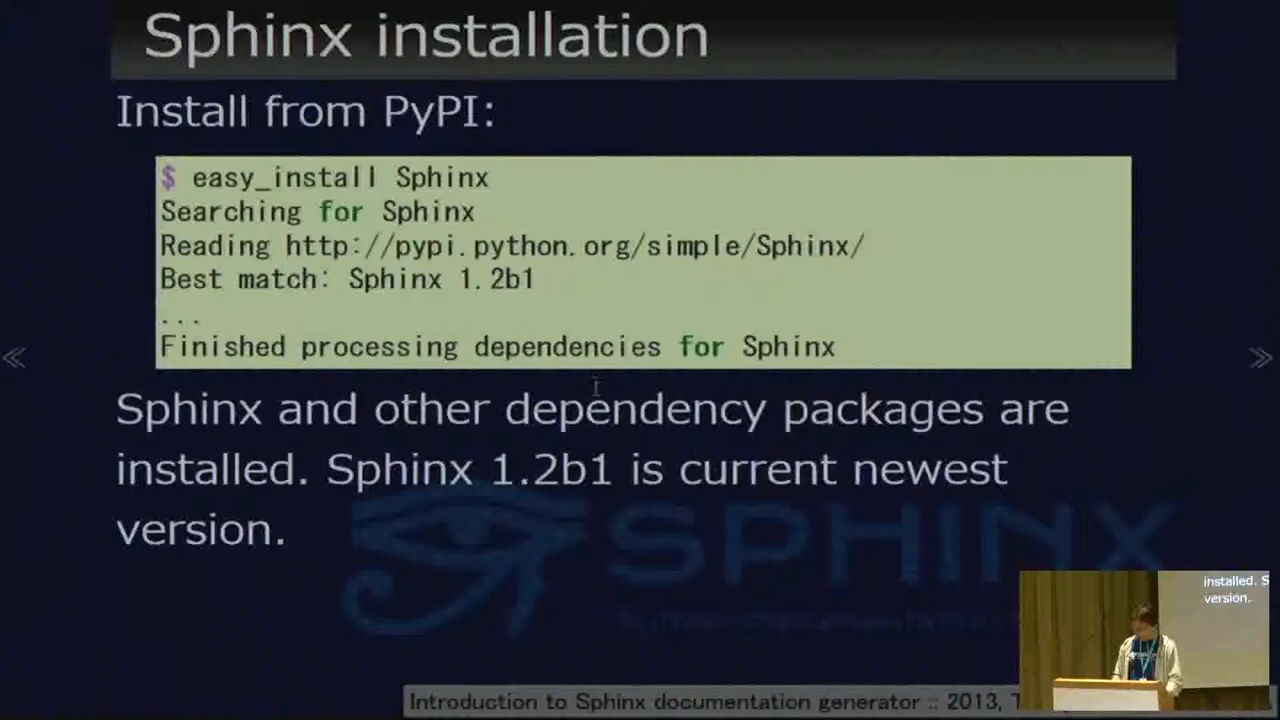 Sphinx installation
Install from PyPI:
$ easy_install Sphinx
Searching for Sphinx
Reading http://pypi.python.org/simple/Sphinx/
Best match: Sphinx 1.2b1
...
Finished processing dependencies for Sphinx
Sphinx and other dependency packages are
installed. Sphinx 1.2b1 is current newest
version.
SPHINX
installed. S
version.
Introduction to Sphinx documentation generator :: 2013, T